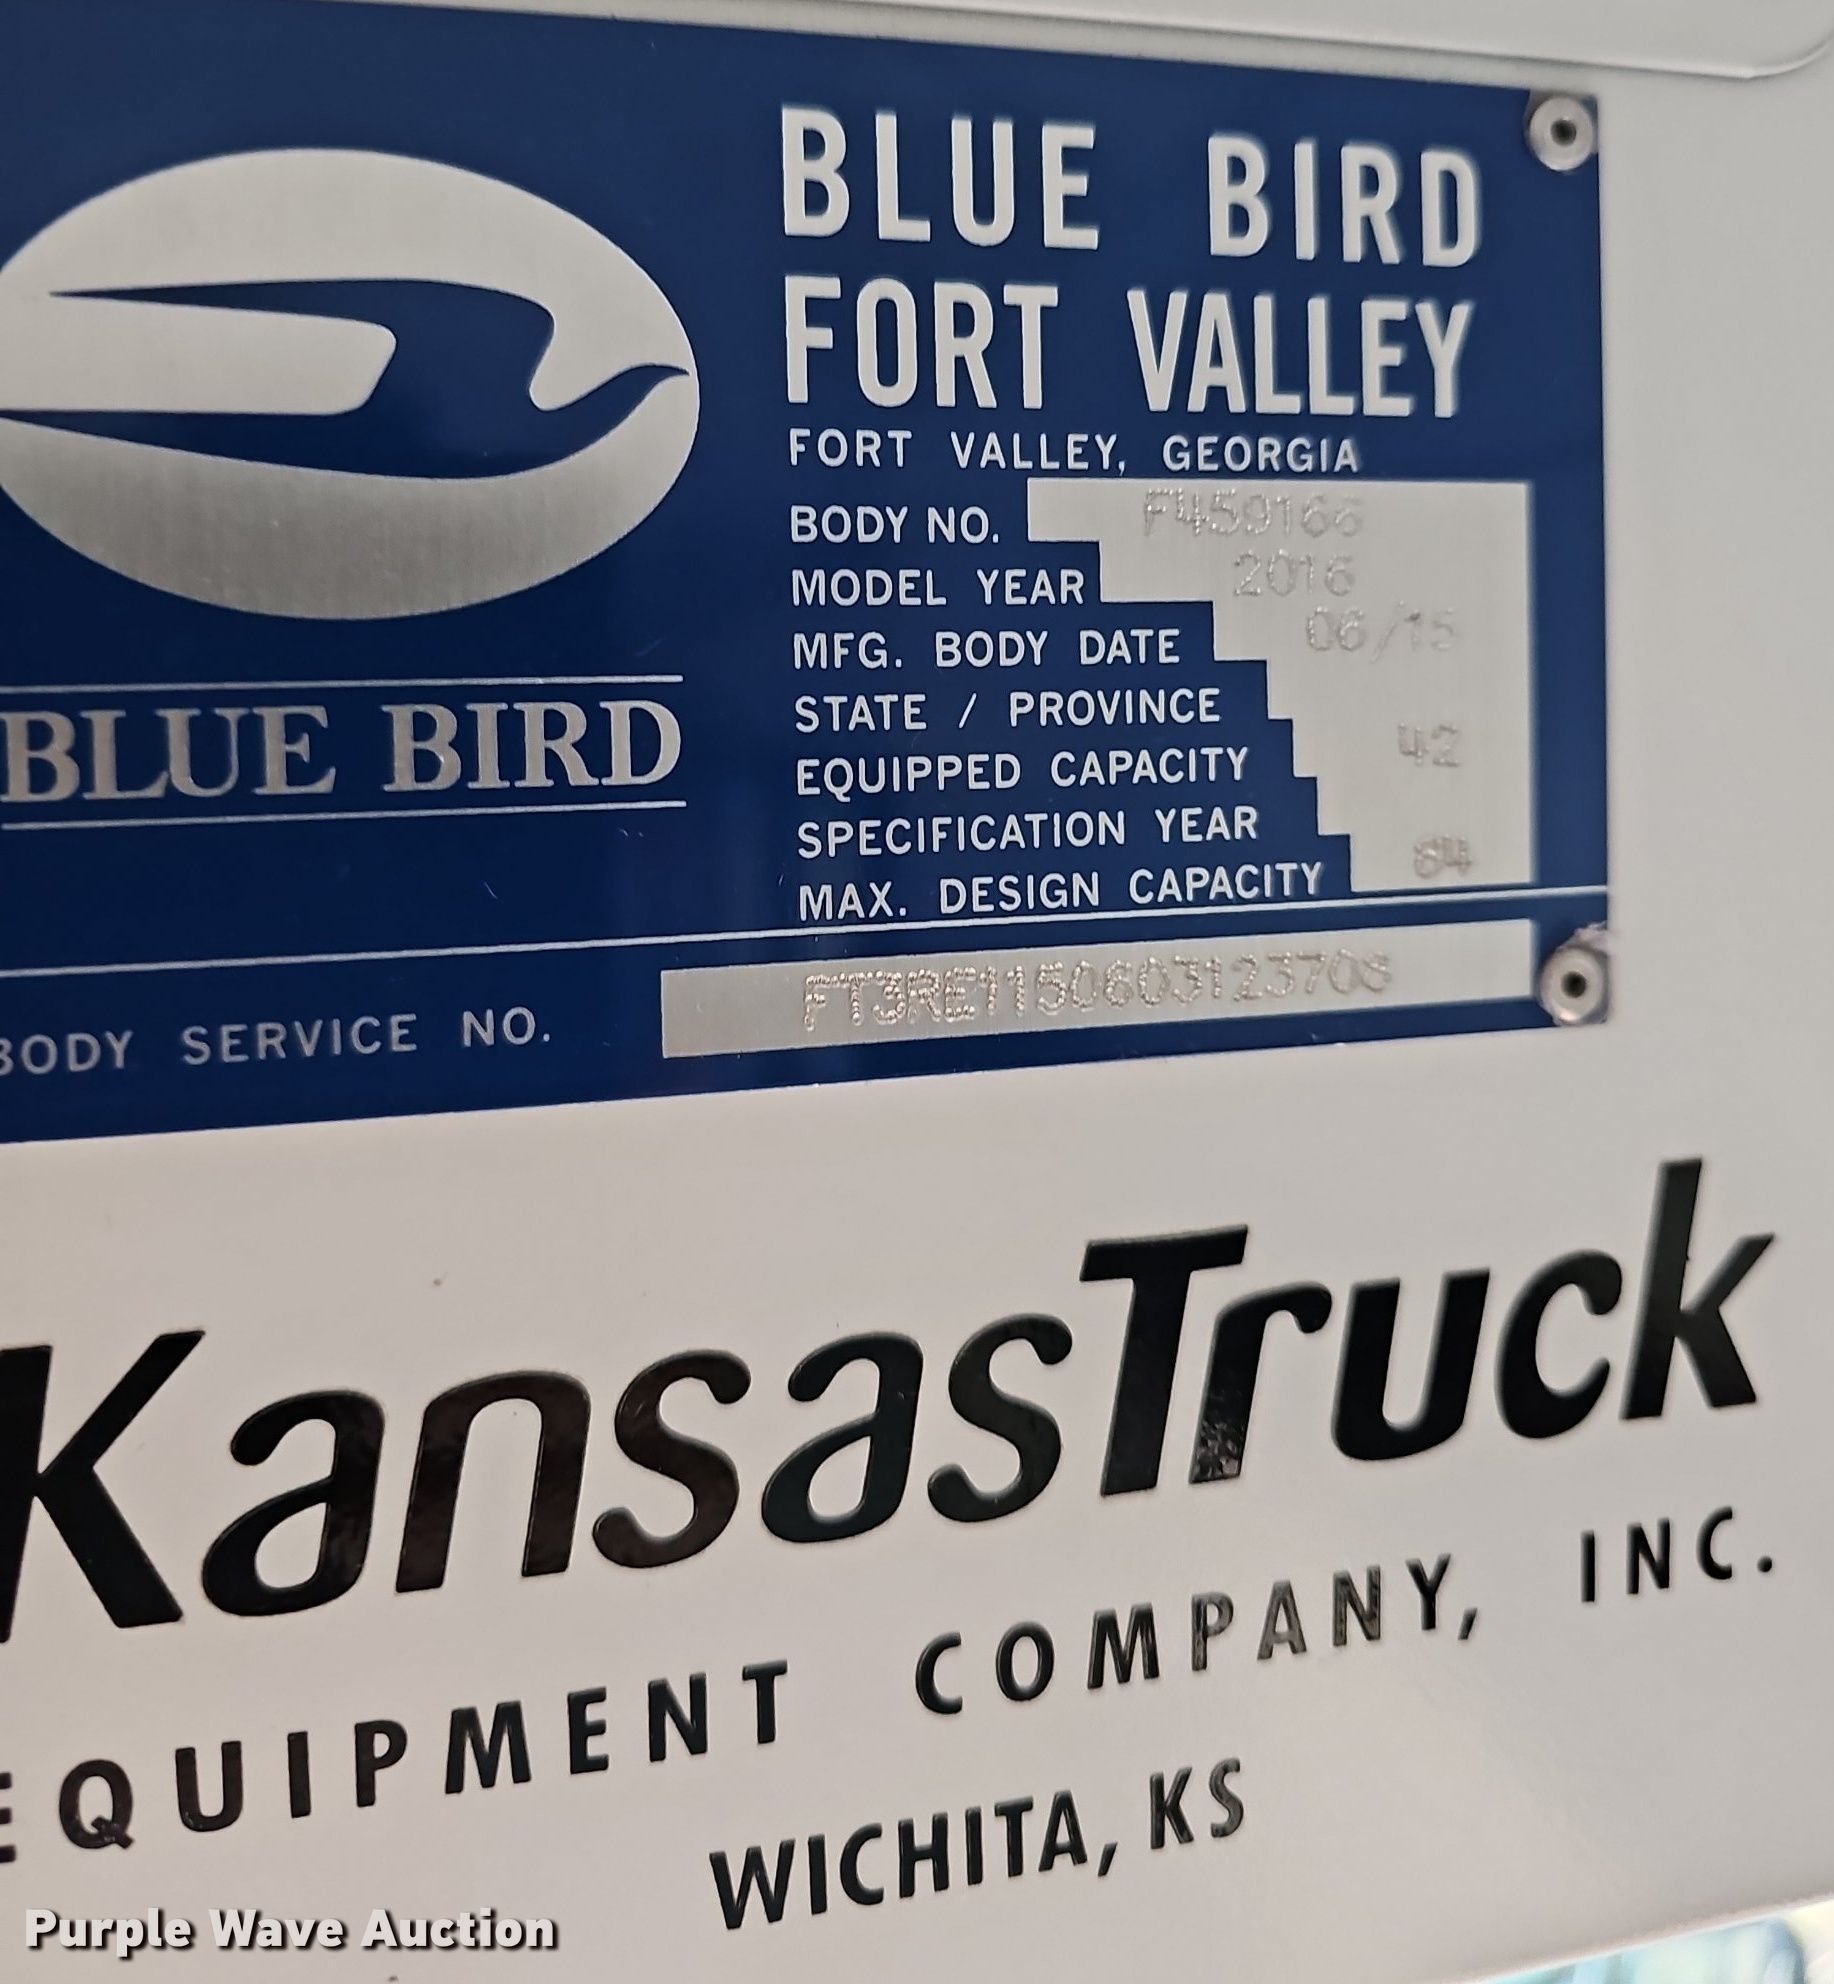 BLUE BIRD
FORT VALLEY
FORT VALLEY, GEORGIA
BODY NO. F459166
MODEL YEAR 2016
MFG. BODY DATE 06/15
STATE / PROVINCE
EQUIPPED CAPACITY 42
SPECIFICATION YEAR
MAX. DESIGN CAPACITY 84
BLUE BIRD
BODY SERVICE NO. FT3RE1150603123708
KansasTruck
EQUIPMENT COMPANY, INC.
WICHITA, KS
Purple Wave Auction